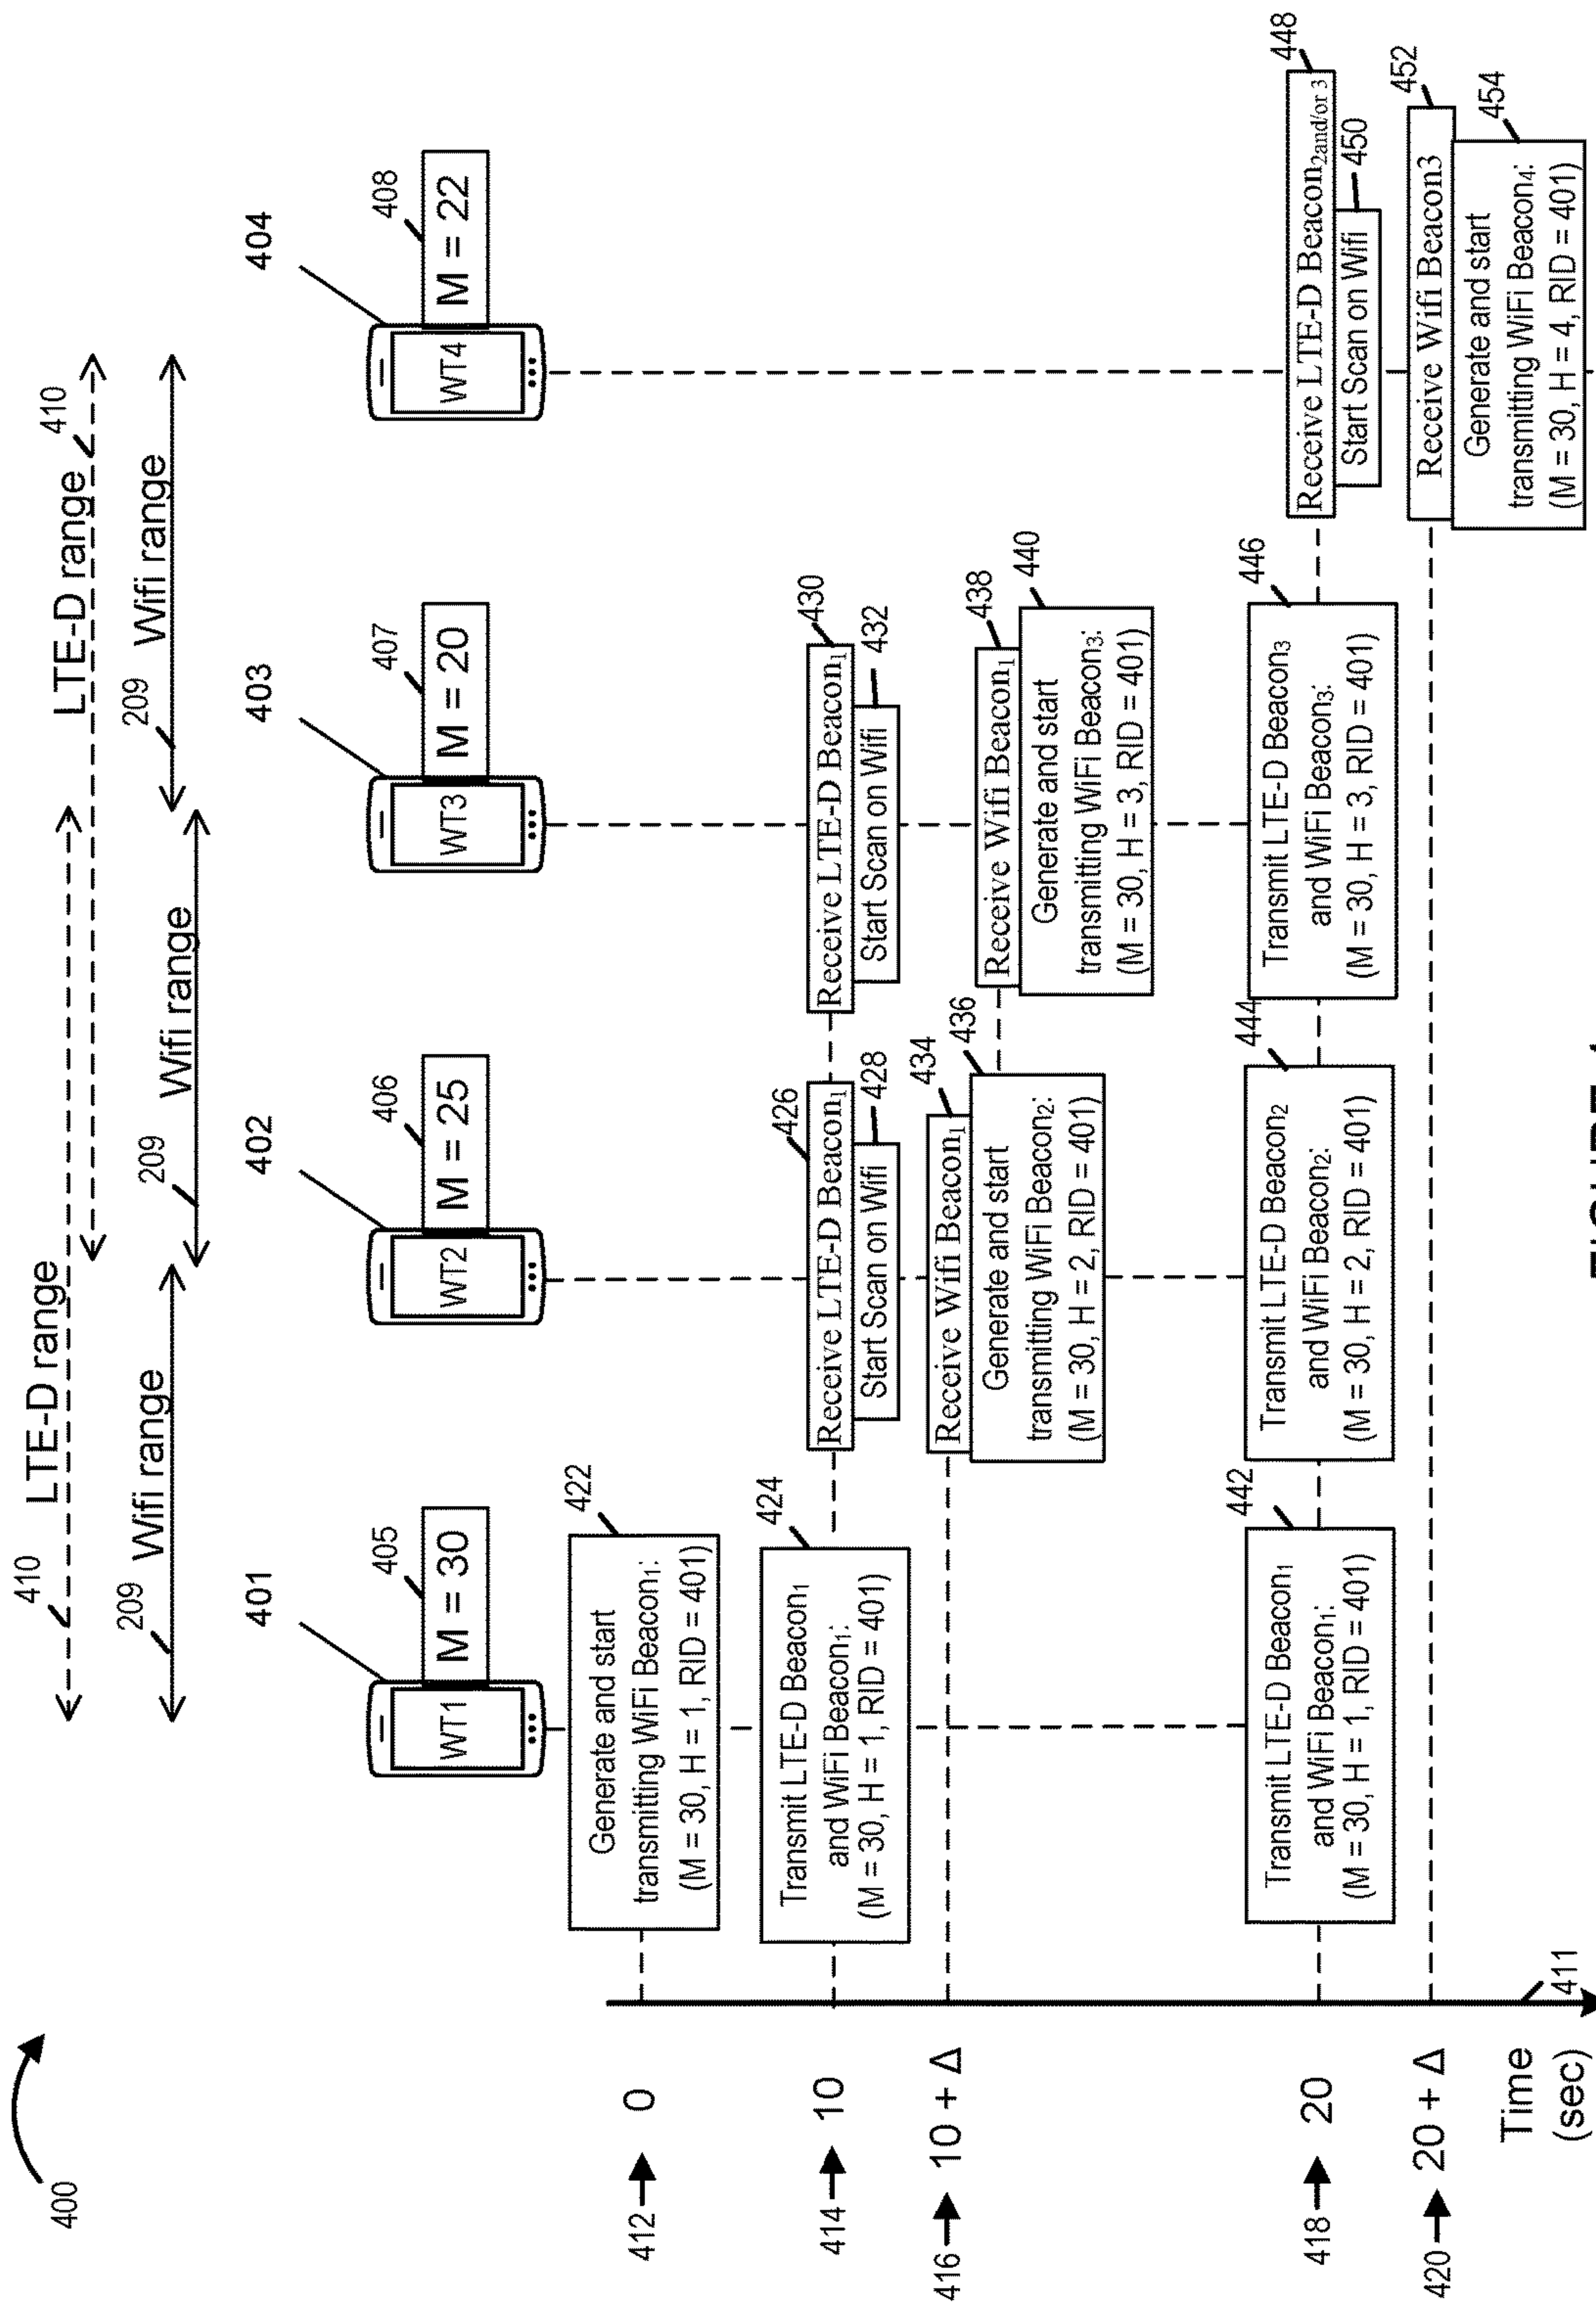 400
410
LTE-D range
LTE-D range
410
209
Wifi range
209
Wifi range
209
Wifi range
401
402
403
404
405
406
407
408
WT1
M = 30
WT2
M = 25
WT3
M = 20
WT4
M = 22
412
0
422
Generate and start
transmitting WiFi Beacon1:
(M = 30, H = 1, RID = 401)
414
10
424
Transmit LTE-D Beacon1
and WiFi Beacon1:
(M = 30, H = 1, RID = 401)
426
Receive LTE-D Beacon1
428
Start Scan on Wifi
430
Receive LTE-D Beacon1
432
Start Scan on Wifi
416
10 + Δ
434
Receive Wifi Beacon1
436
Generate and start
transmitting WiFi Beacon2:
(M = 30, H = 2, RID = 401)
438
Receive Wifi Beacon1
440
Generate and start
transmitting WiFi Beacon3:
(M = 30, H = 3, RID = 401)
418
20
442
Transmit LTE-D Beacon1
and WiFi Beacon1:
(M = 30, H = 1, RID = 401)
444
Transmit LTE-D Beacon2
and WiFi Beacon2:
(M = 30, H = 2, RID = 401)
446
Transmit LTE-D Beacon3
and WiFi Beacon3:
(M = 30, H = 3, RID = 401)
448
Receive LTE-D Beacon2and/or 3
450
Start Scan on Wifi
420
20 + Δ
452
Receive Wifi Beacon3
454
Generate and start
transmitting WiFi Beacon4:
(M = 30, H = 4, RID = 401)
Time
(sec)
411